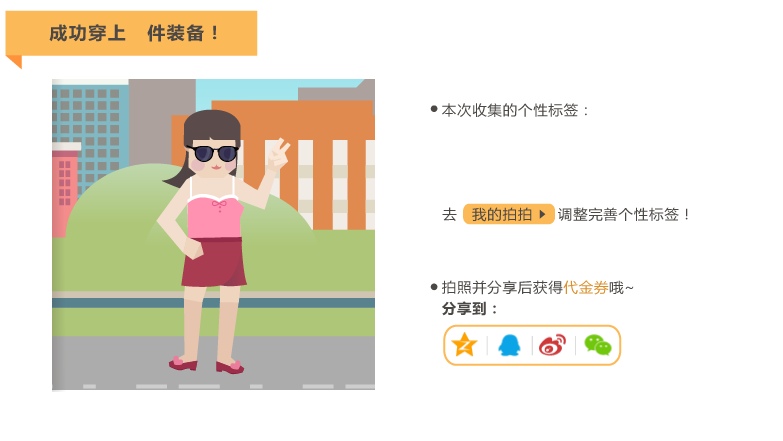 成功穿上 件装备！
本次收集的个性标签：
去 我的拍拍 调整完善个性标签！
拍照并分享后获得代金券哦~
分享到：